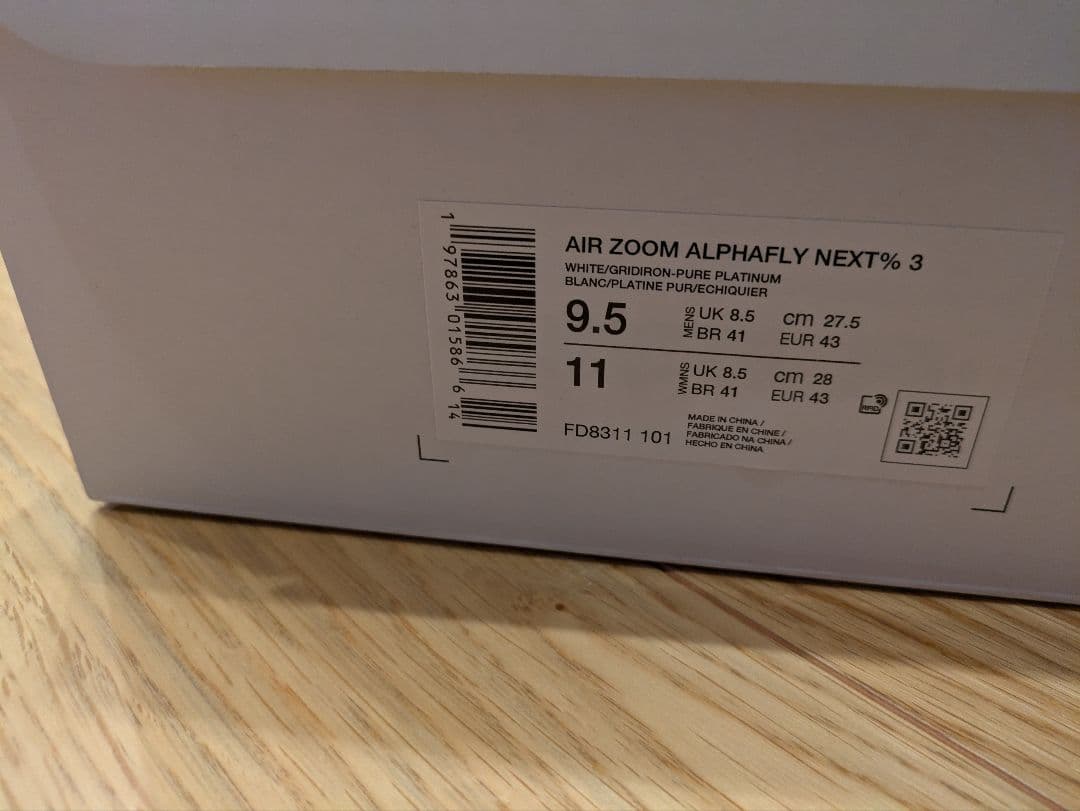 AIR ZOOM ALPHAFLY NEXT% 3
WHITE/GRIDIRON-PURE PLATINUM
BLANC/PLATINE PUR/ECHIQUIER
9.5
MENS
UK 8.5 cm 27.5
BR 41 EUR 43
11
WMNS
UK 8.5 cm 28
BR 41 EUR 43
FD8311 101
MADE IN CHINA /
FABRIQUE EN CHINE /
FABRICADO NA CHINA /
HECHO EN CHINA
RFID
1 97863 01586 6 14